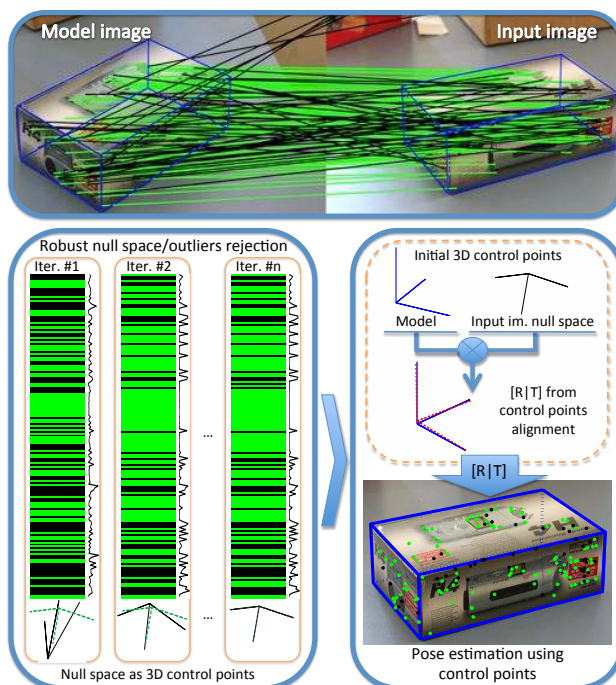 Model image
Input image
Robust null space/outliers rejection
Iter. #1
Iter. #2
Iter. #n
...
...
Null space as 3D control points
Initial 3D control points
Model
Input im. null space
[R|T] from
control points
alignment
[R|T]
Pose estimation using
control points